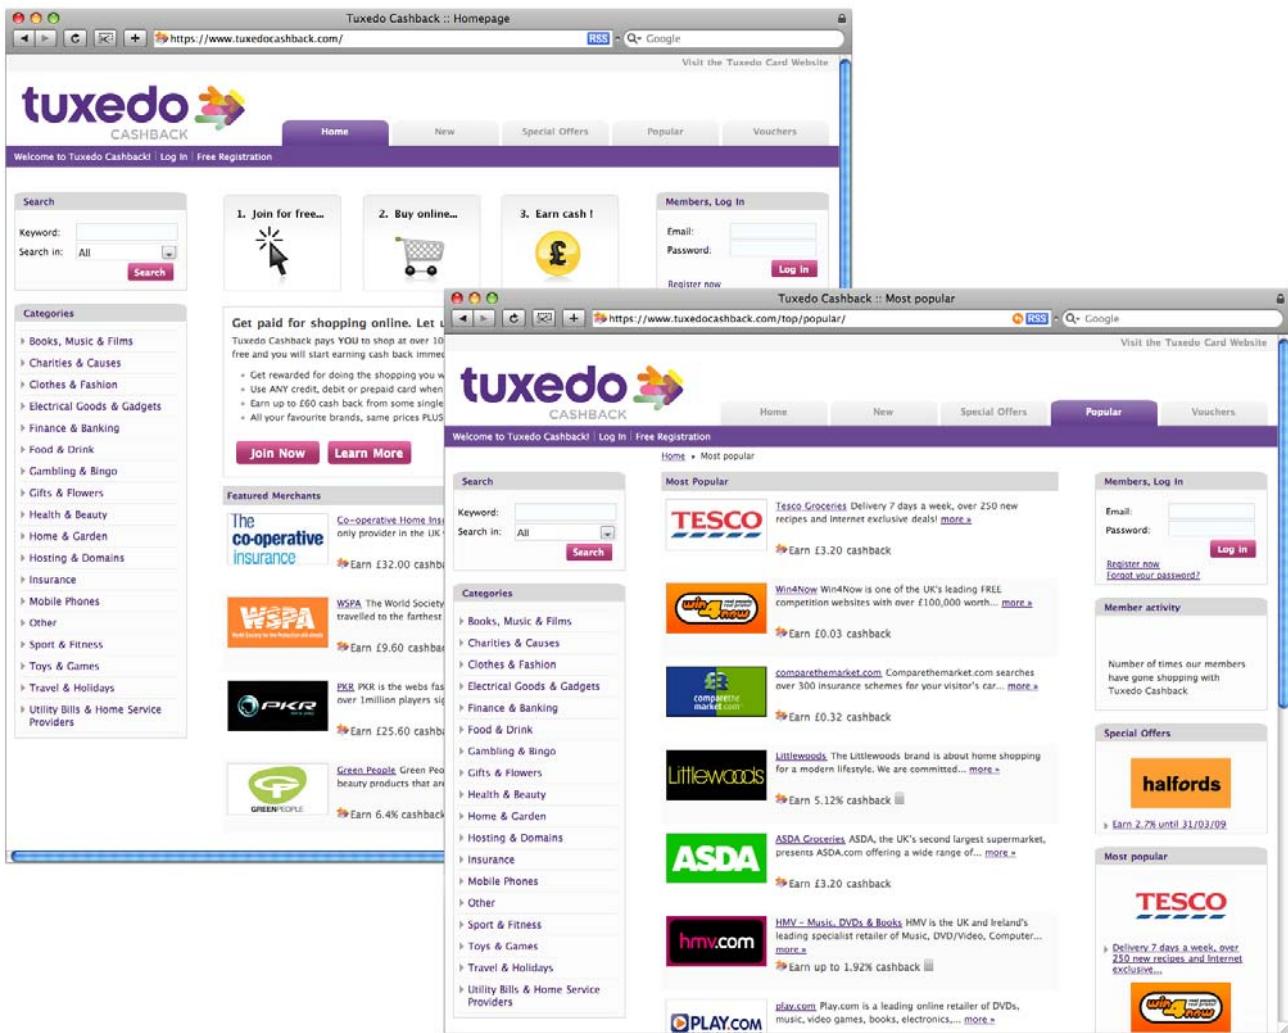 Tuxedo Cashback :: Homepage
https://www.tuxedocashback.com/
RSS
Google
Visit the Tuxedo Card Website
tuxedo
CASHBACK
Home
New
Special Offers
Popular
Vouchers
Welcome to Tuxedo Cashback! | Log In | Free Registration
Search
Keyword:
Search in: All
Search
Categories
Books, Music & Films
Charities & Causes
Clothes & Fashion
Electrical Goods & Gadgets
Finance & Banking
Food & Drink
Gambling & Bingo
Gifts & Flowers
Health & Beauty
Home & Garden
Hosting & Domains
Insurance
Mobile Phones
Other
Sport & Fitness
Toys & Games
Travel & Holidays
Utility Bills & Home Service
Providers
1. Join for free...
2. Buy online...
3. Earn cash !
£
Members, Log In
Email:
Password:
Log in
Register now
Get paid for shopping online. Let
Tuxedo Cashback pays YOU to shop at over 10
free and you will start earning cash back immed
Get rewarded for doing the shopping you w
Use ANY credit, debit or prepaid card when
Earn up to £60 cash back from some single
All your favourite brands, same prices PLUS
Join Now
Learn More
Featured Merchants
The
co-operative
insurance
Co-operative Home Ins
only provider in the UK
Earn £32.00 cashb
WSPA
WSPA The World Society
travelled to the farthest
Earn £9.60 cashba
PKR
PKR PKR is the webs fas
over 1million players sig
Earn £25.60 cashb
GREENPEOPLE
Green People Green Peo
beauty products that are
Earn 6.4% cashback
Tuxedo Cashback :: Most popular
https://www.tuxedocashback.com/top/popular/
RSS
Google
Visit the Tuxedo Card Website
tuxedo
CASHBACK
Home
New
Special Offers
Popular
Vouchers
Welcome to Tuxedo Cashback! | Log In | Free Registration
Home • Most popular
Search
Keyword:
Search in: All
Search
Categories
Books, Music & Films
Charities & Causes
Clothes & Fashion
Electrical Goods & Gadgets
Finance & Banking
Food & Drink
Gambling & Bingo
Gifts & Flowers
Health & Beauty
Home & Garden
Hosting & Domains
Insurance
Mobile Phones
Other
Sport & Fitness
Toys & Games
Travel & Holidays
Utility Bills & Home Service
Providers
Most Popular
TESCO
Tesco Groceries Delivery 7 days a week, over 250 new
recipes and Internet exclusive deals! more »
Earn £3.20 cashback
win4now
Win4Now Win4Now is one of the UK's leading FREE
competition websites with over £100,000 worth... more »
Earn £0.03 cashback
comparethe
market.com
comparethemarket.com Comparethemarket.com searches
over 300 insurance schemes for your visitor's car... more »
Earn £0.32 cashback
Littlewoods
Littlewoods The Littlewoods brand is about home shopping
for a modern lifestyle. We are committed... more »
Earn 5.12% cashback
ASDA
ASDA Groceries ASDA, the UK's second largest supermarket,
presents ASDA.com offering a wide range of... more »
Earn £3.20 cashback
hmv.com
HMV - Music, DVDs & Books HMV is the UK and Ireland's
leading specialist retailer of Music, DVD/Video, Computer...
more »
Earn up to 1.92% cashback
PLAY.COM
play.com Play.com is a leading online retailer of DVDs,
music, video games, books, electronics,... more »
Members, Log In
Email:
Password:
Log in
Register now
Forgot your password?
Member activity
Number of times our members
have gone shopping with
Tuxedo Cashback
Special Offers
halfords
Earn 2.7% until 31/03/09
Most popular
TESCO
Delivery 7 days a week, over
250 new recipes and Internet
exclusive...
win4now